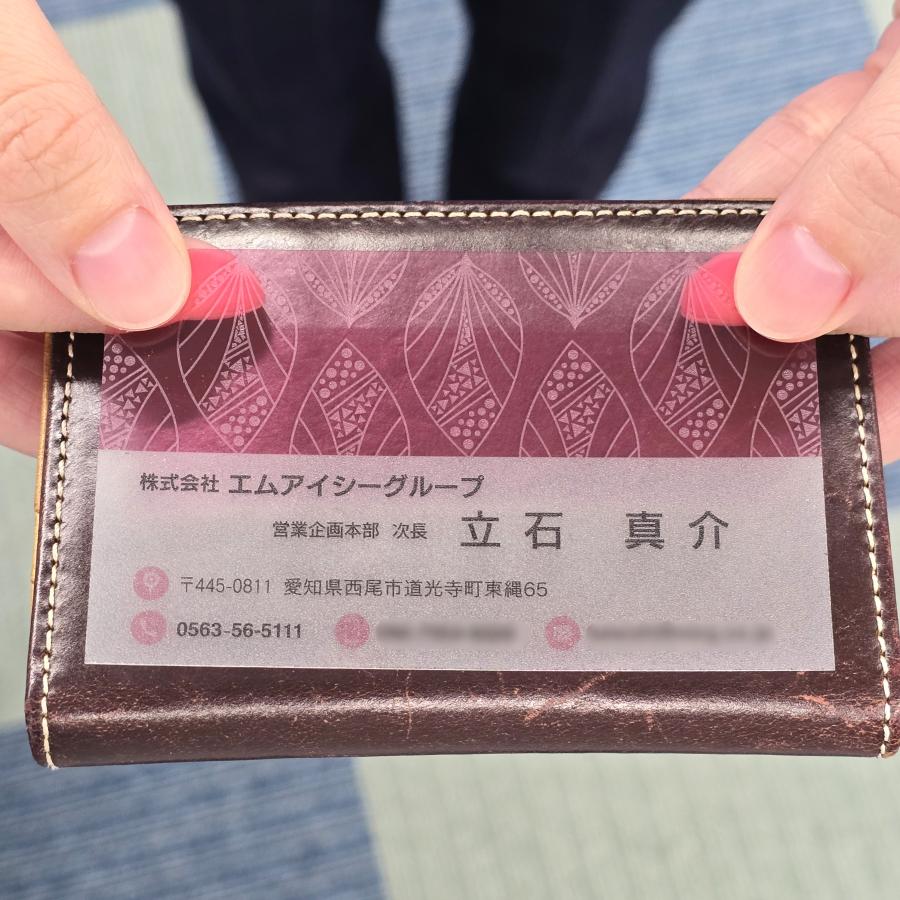 株式会社 エムアイシーグループ
営業企画本部 次長 立石 真介
〒445-0811 愛知県西尾市道光寺町東縄65
0563-56-5111